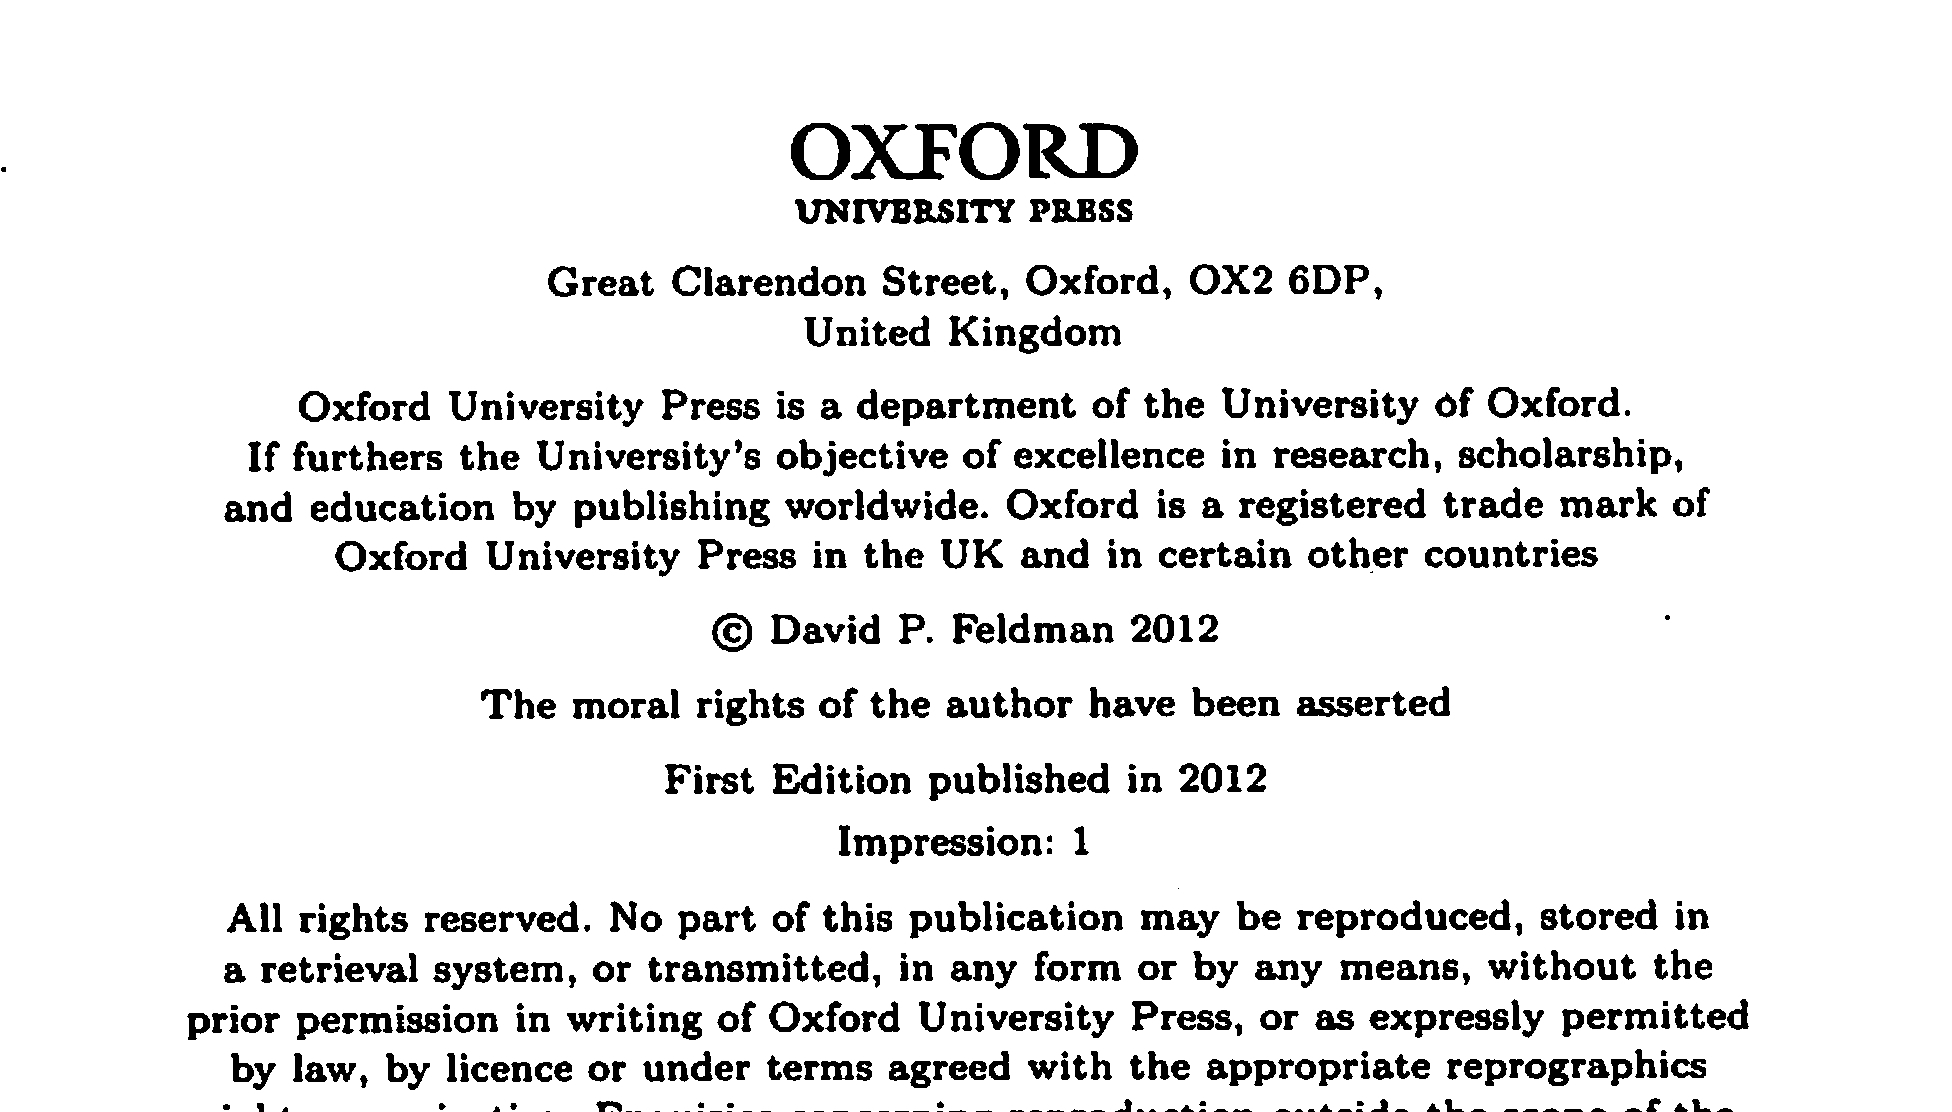 OXFORD
UNIVERSITY PRESS
Great Clarendon Street, Oxford, OX2 6DP,
United Kingdom
Oxford University Press is a department of the University of Oxford.
If furthers the University's objective of excellence in research, scholarship,
and education by publishing worldwide. Oxford is a registered trade mark of
Oxford University Press in the UK and in certain other countries
© David P. Feldman 2012
The moral rights of the author have been asserted
First Edition published in 2012
Impression: 1
All rights reserved. No part of this publication may be reproduced, stored in
a retrieval system, or transmitted, in any form or by any means, without the
prior permission in writing of Oxford University Press, or as expressly permitted
by law, by licence or under terms agreed with the appropriate reprographics